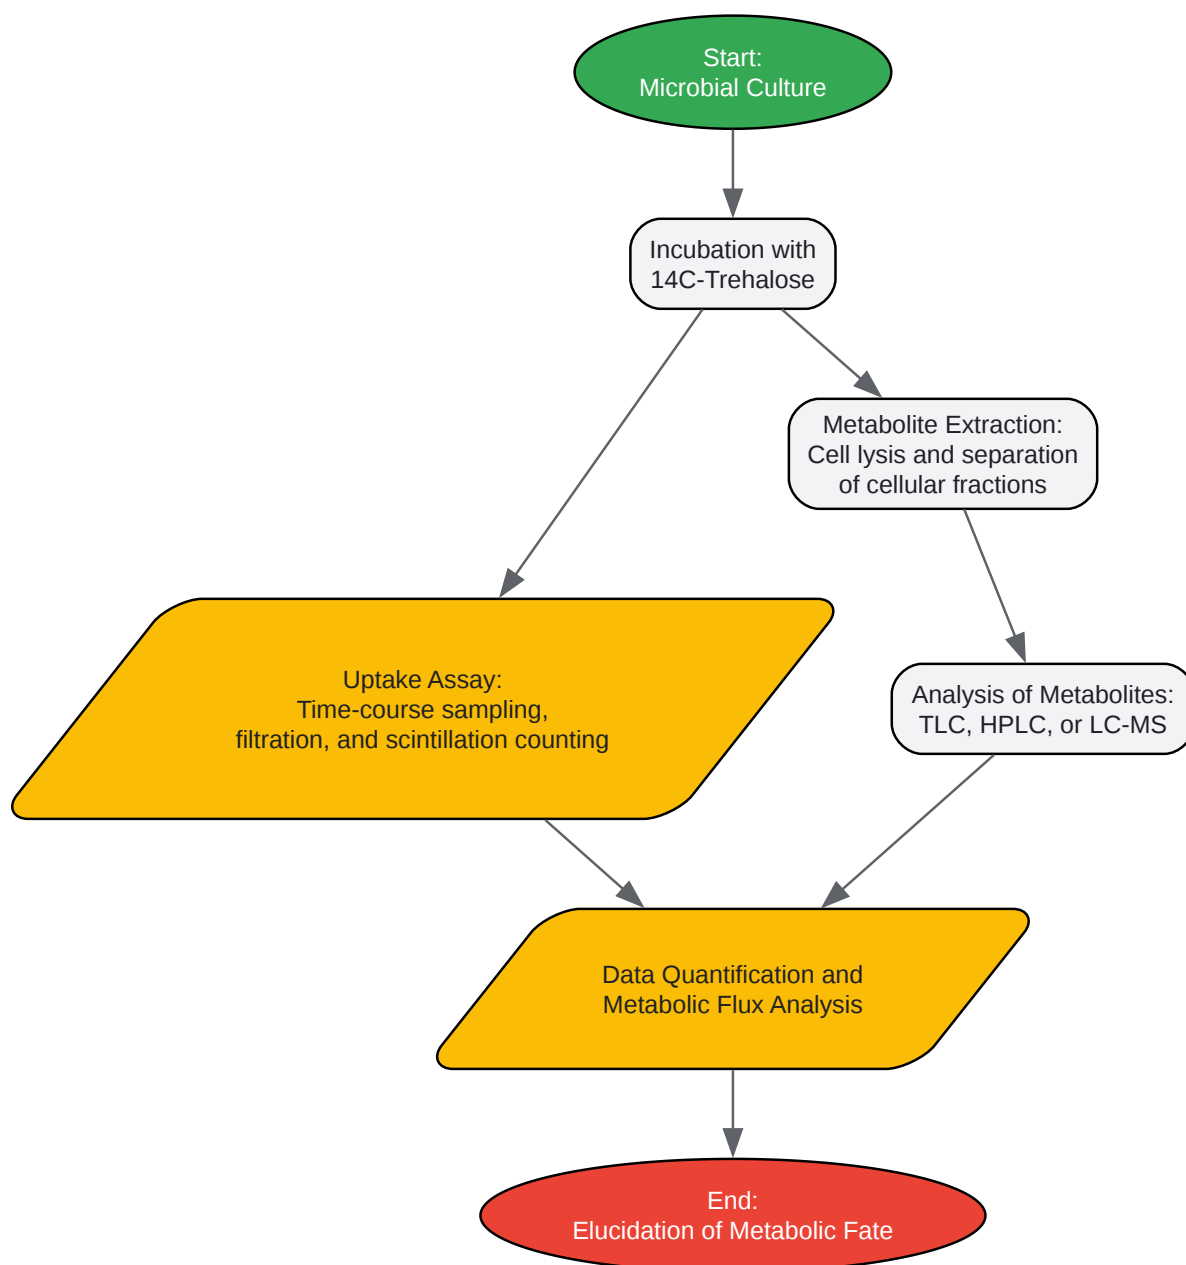 Start:
Microbial Culture
Incubation with
14C-Trehalose
Metabolite Extraction:
Cell lysis and separation
of cellular fractions
Uptake Assay:
Time-course sampling,
filtration, and scintillation counting
Analysis of Metabolites:
TLC, HPLC, or LC-MS
Data Quantification and
Metabolic Flux Analysis
End:
Elucidation of Metabolic Fate